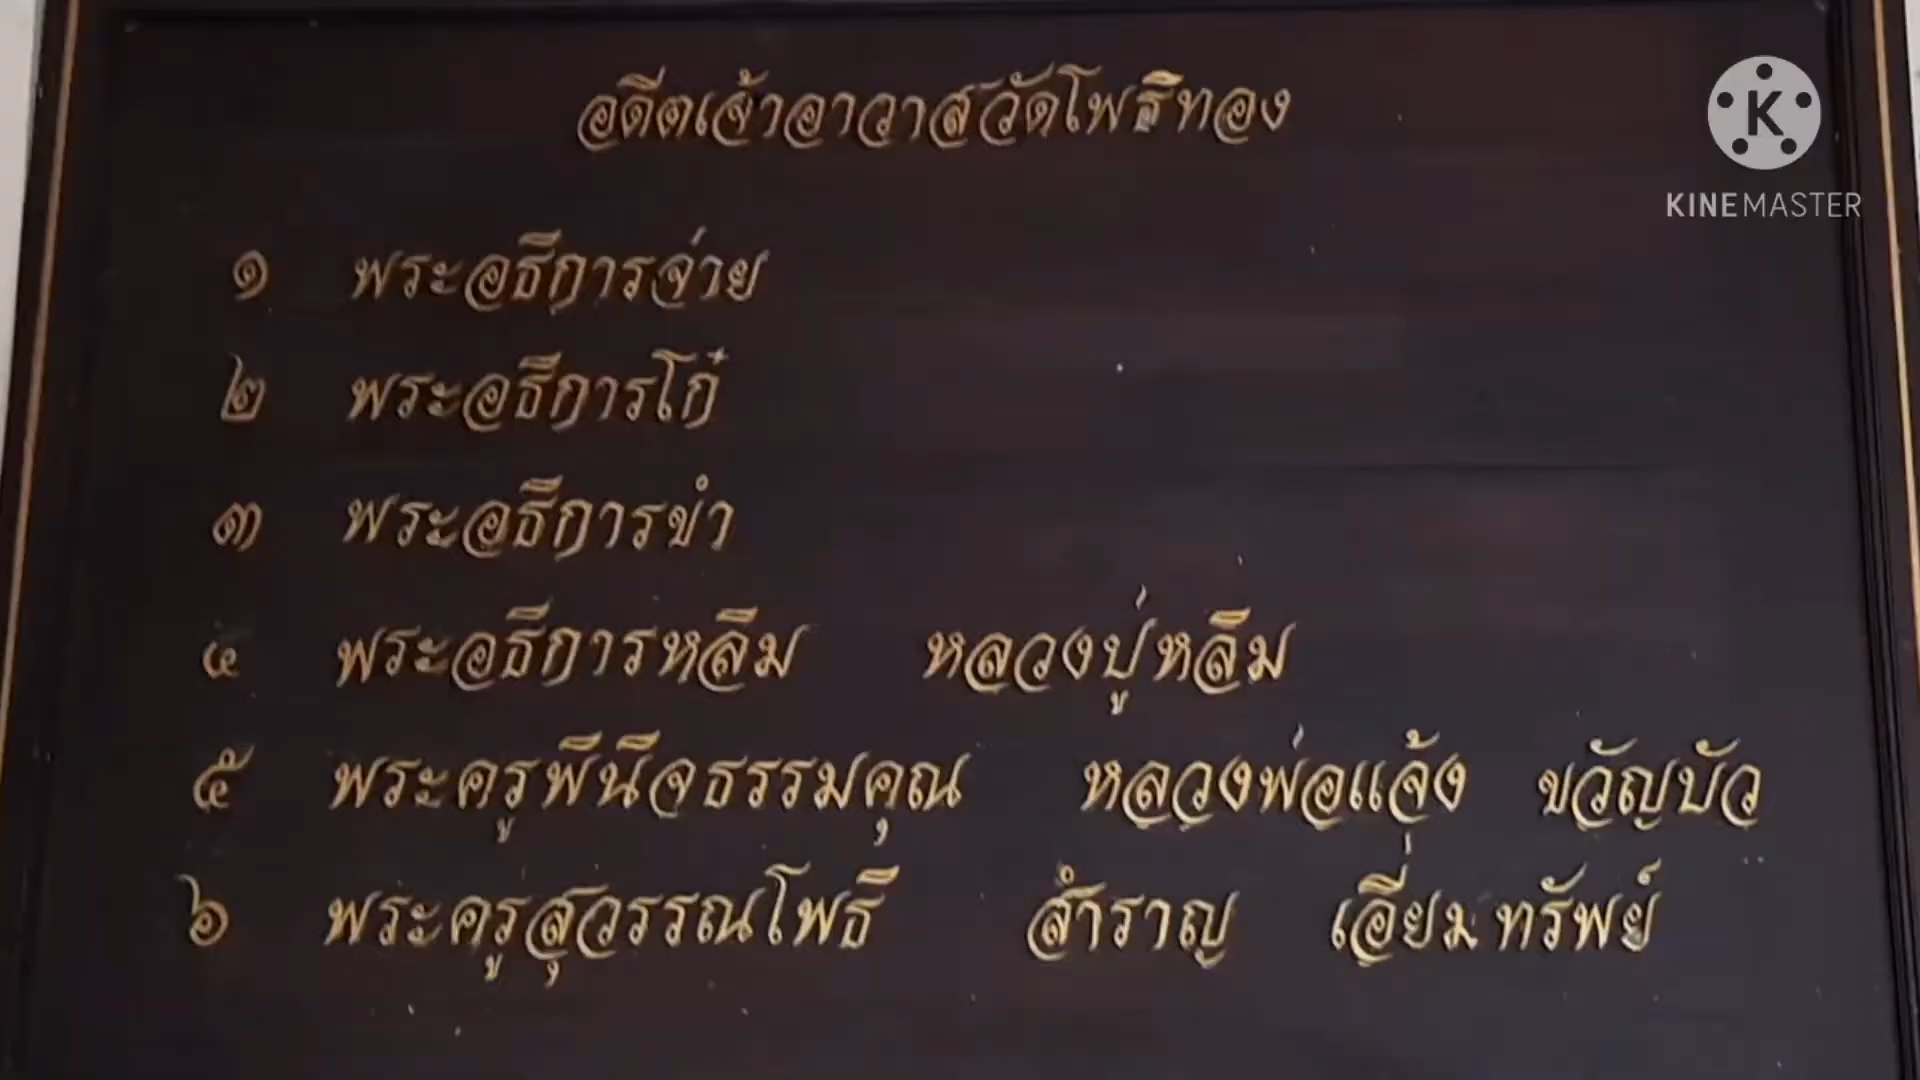 อดีตเจ้าอาวาสวัดโพธิทอง
๑ พระอธิการจ่าย
๒ พระอธิการโก๋
๓ พระอธิการขำ
๔ พระอธิการหลิม หลวงปู่หลิม
๕ พระครูพินิจธรรมคุณ หลวงพ่อแจ้ง ขวัญบัว
๖ พระครูสุวรรณโพธิ สำราญ เอี่ยมทรัพย์
K
KINEMASTER